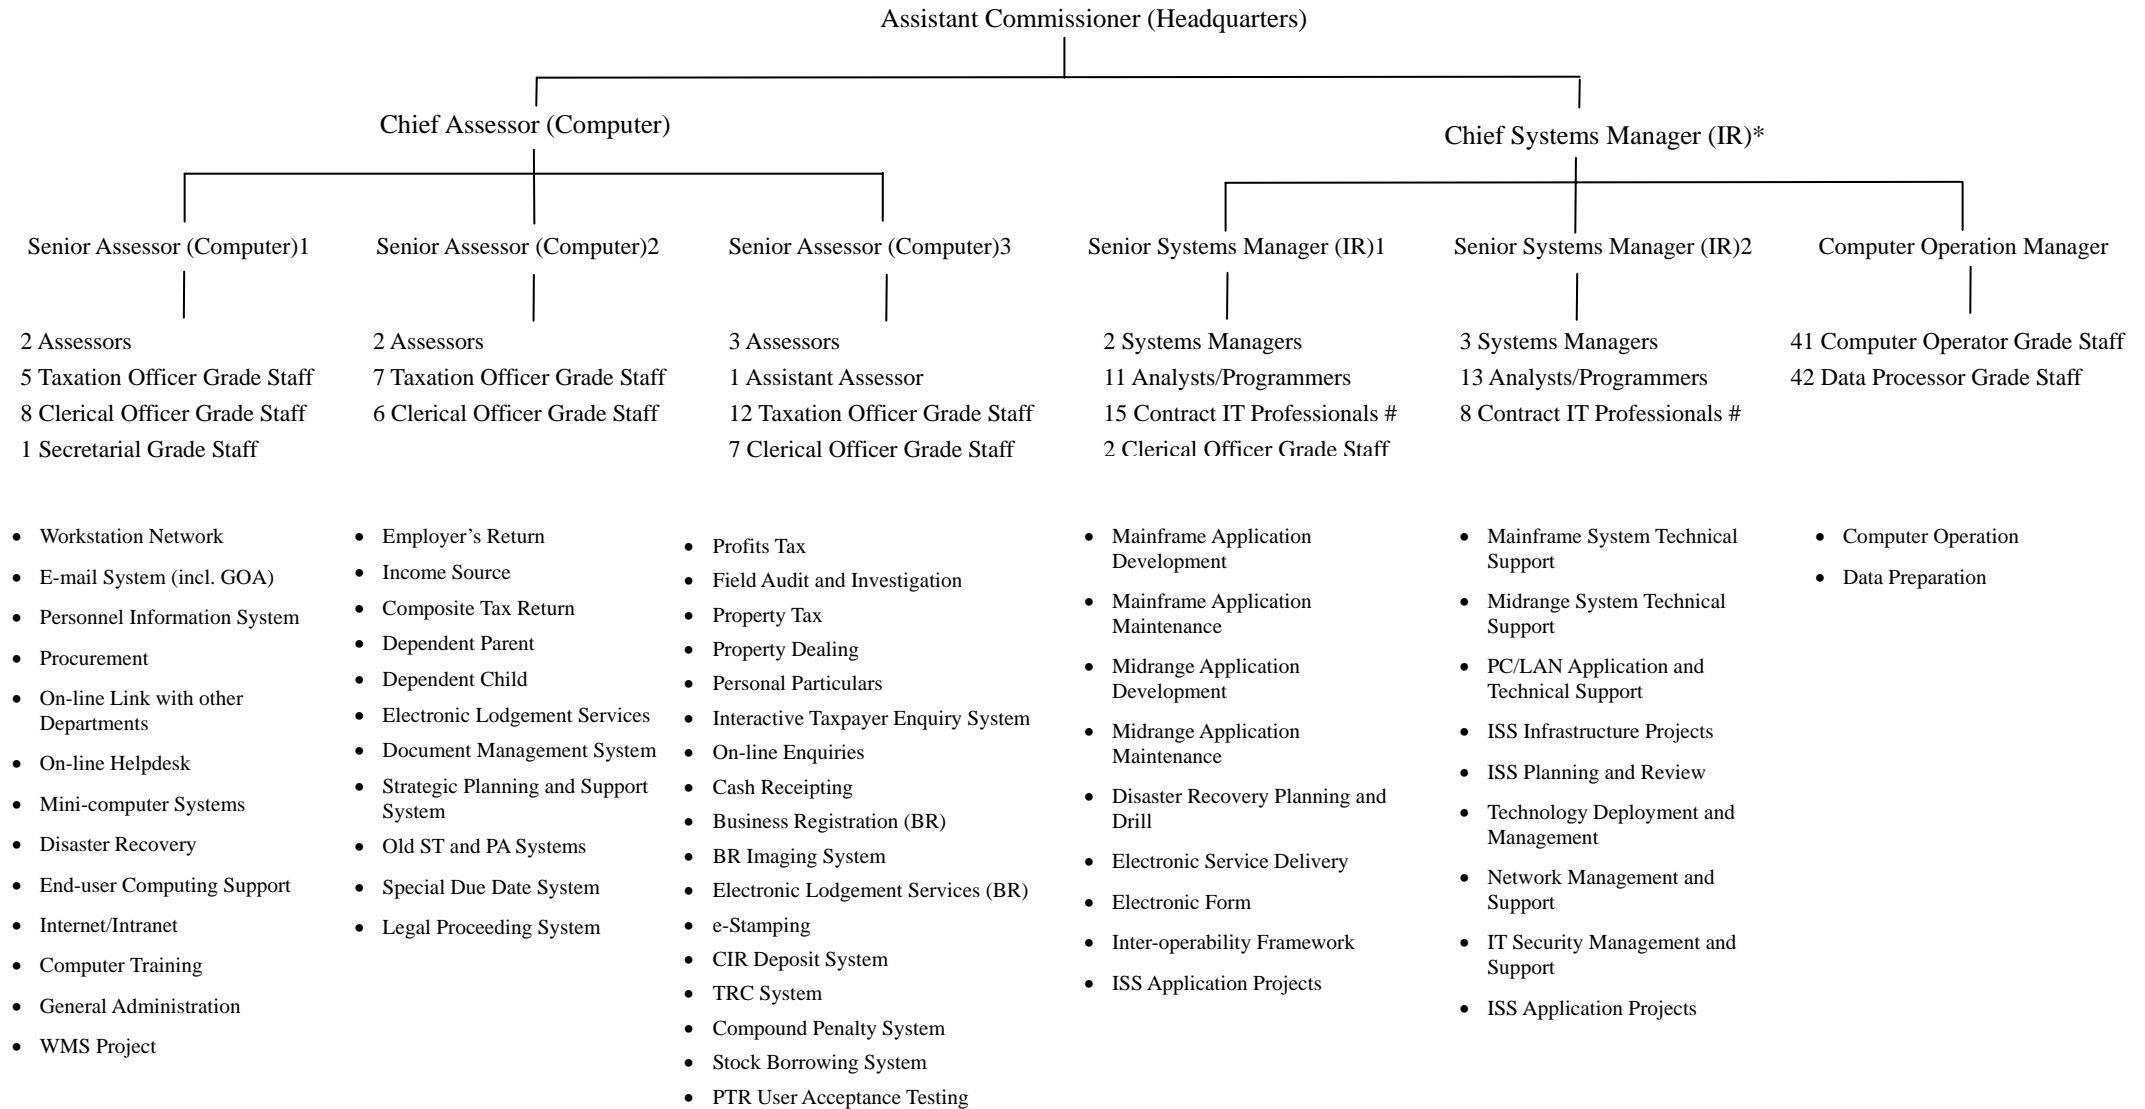 Assistant Commissioner (Headquarters)
Chief Assessor (Computer)
Chief Systems Manager (IR)*
Senior Assessor (Computer)1
Senior Assessor (Computer)2
Senior Assessor (Computer)3
Senior Systems Manager (IR)1
Senior Systems Manager (IR)2
Computer Operation Manager
2 Assessors
5 Taxation Officer Grade Staff
8 Clerical Officer Grade Staff
1 Secretarial Grade Staff
2 Assessors
7 Taxation Officer Grade Staff
6 Clerical Officer Grade Staff
3 Assessors
1 Assistant Assessor
12 Taxation Officer Grade Staff
7 Clerical Officer Grade Staff
2 Systems Managers
11 Analysts/Programmers
15 Contract IT Professionals #
2 Clerical Officer Grade Staff
3 Systems Managers
13 Analysts/Programmers
8 Contract IT Professionals #
41 Computer Operator Grade Staff
42 Data Processor Grade Staff
• Workstation Network
• E-mail System (incl. GOA)
• Personnel Information System
• Procurement
• On-line Link with other
Departments
• On-line Helpdesk
• Mini-computer Systems
• Disaster Recovery
• End-user Computing Support
• Internet/Intranet
• Computer Training
• General Administration
• WMS Project
• Employer’s Return
• Income Source
• Composite Tax Return
• Dependent Parent
• Dependent Child
• Electronic Lodgement Services
• Document Management System
• Strategic Planning and Support
System
• Old ST and PA Systems
• Special Due Date System
• Legal Proceeding System
• Profits Tax
• Field Audit and Investigation
• Property Tax
• Property Dealing
• Personal Particulars
• Interactive Taxpayer Enquiry System
• On-line Enquiries
• Cash Receipting
• Business Registration (BR)
• BR Imaging System
• Electronic Lodgement Services (BR)
• e-Stamping
• CIR Deposit System
• TRC System
• Compound Penalty System
• Stock Borrowing System
• PTR User Acceptance Testing
• Mainframe Application
Development
• Mainframe Application
Maintenance
• Midrange Application
Development
• Midrange Application
Maintenance
• Disaster Recovery Planning and
Drill
• Electronic Service Delivery
• Electronic Form
• Inter-operability Framework
• ISS Application Projects
• Mainframe System Technical
Support
• Midrange System Technical
Support
• PC/LAN Application and
Technical Support
• ISS Infrastructure Projects
• ISS Planning and Review
• Technology Deployment and
Management
• Network Management and
Support
• IT Security Management and
Support
• ISS Application Projects
• Computer Operation
• Data Preparation